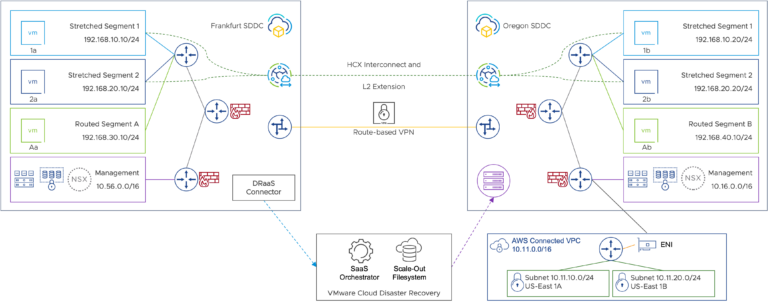 Stretched Segment 1
192.168.10.10/24
vm
1a
Stretched Segment 2
192.168.20.10/24
vm
2a
Routed Segment A
192.168.30.10/24
vm
Aa
Management
10.56.0.0/16
NSX
Frankfurt SDDC
DRaaS
Connector
HCX Interconnect and
L2 Extension
Route-based VPN
SaaS
Orchestrator
Scale-Out
Filesystem
VMware Cloud Disaster Recovery
Oregon SDDC
Stretched Segment 1
192.168.10.20/24
vm
1b
Stretched Segment 2
192.168.20.20/24
vm
2b
Routed Segment B
192.168.40.10/24
vm
Ab
Management
10.16.0.0/16
NSX
AWS Connected VPC
10.11.0.0/16
ENI
Subnet 10.11.10.0/24
US-East 1A
Subnet 10.11.20.0/24
US-East 1B